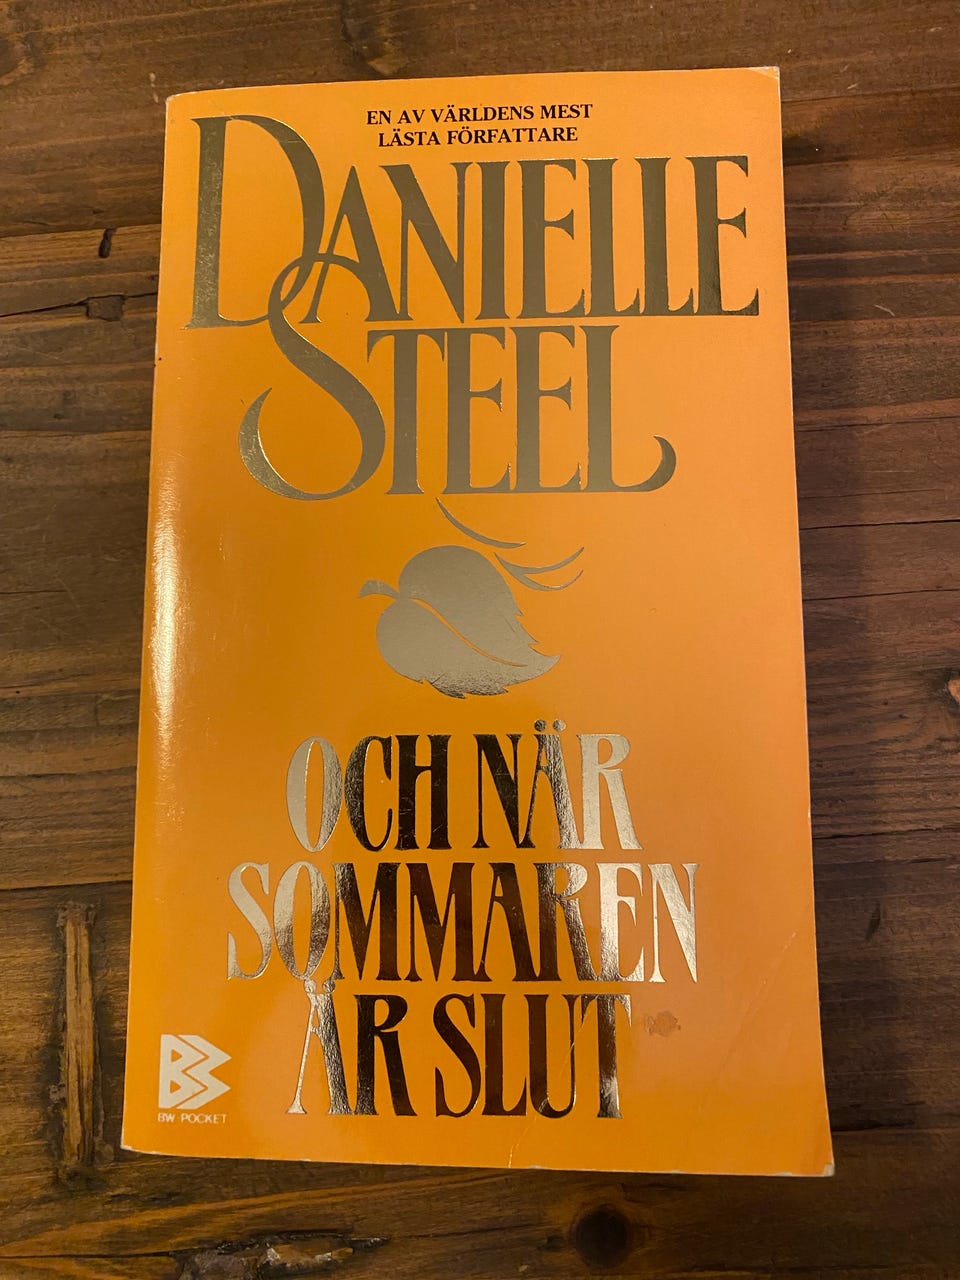 EN AV VÄRLDENS MEST
LÄSTA FÖRFATTARE
DANIELLE
STEEL
OCH NÄR
SOMMAREN
ÄR SLUT
BW POCKET